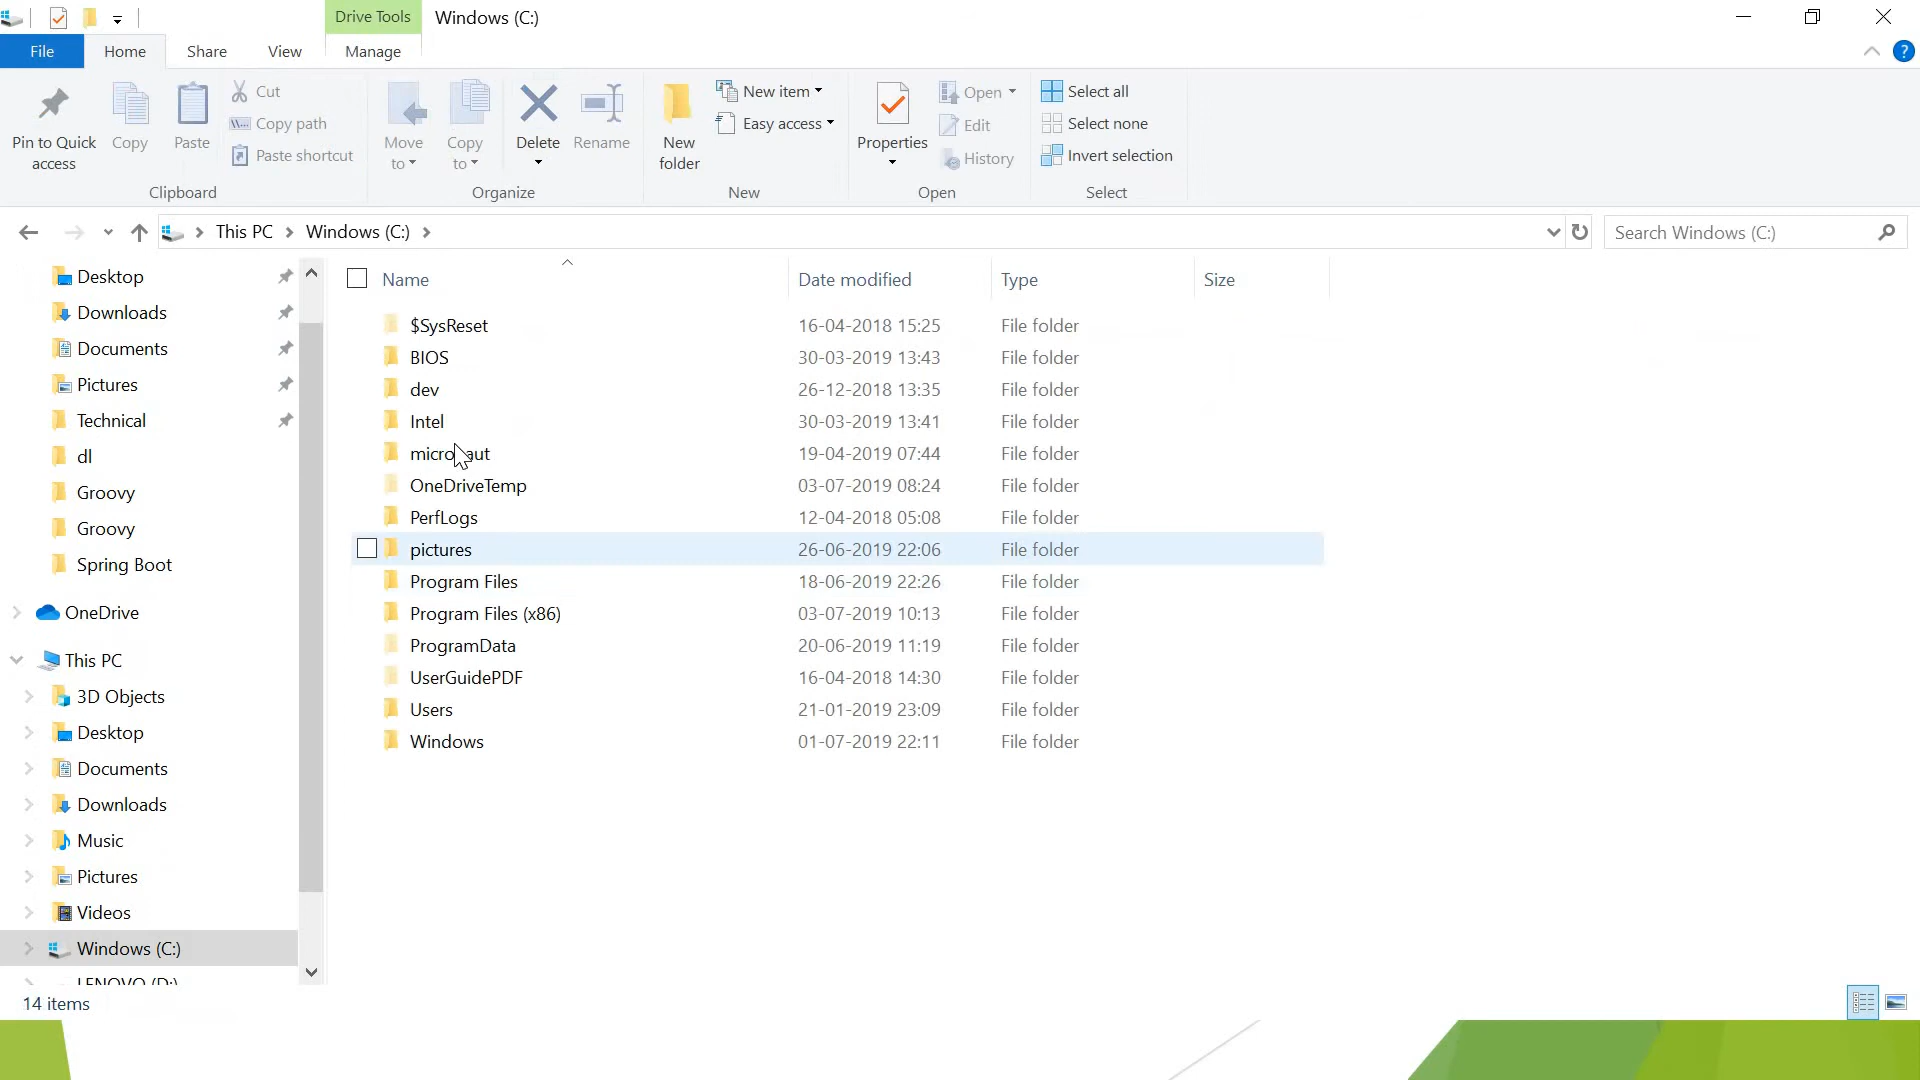 Drive Tools
Windows (C:)
File
Home
Share
View
Manage
Pin to Quick
access
Copy
Paste
Cut
Copy path
Paste shortcut
Clipboard
Move
to
Copy
to
Delete
Rename
Organize
New
folder
New item
Easy access
New
Properties
Open
Edit
History
Open
Select all
Select none
Invert selection
Select
This PC
Windows (C:)
Search Windows (C:)
Desktop
Downloads
Documents
Pictures
Technical
dl
Groovy
Groovy
Spring Boot
OneDrive
This PC
3D Objects
Desktop
Documents
Downloads
Music
Pictures
Videos
Windows (C:)
LENOVO (D:)
Name Date modified Type Size
$SysReset 16-04-2018 15:25 File folder
BIOS 30-03-2019 13:43 File folder
dev 26-12-2018 13:35 File folder
Intel 30-03-2019 13:41 File folder
micronaut 19-04-2019 07:44 File folder
OneDriveTemp 03-07-2019 08:24 File folder
PerfLogs 12-04-2018 05:08 File folder
pictures 26-06-2019 22:06 File folder
Program Files 18-06-2019 22:26 File folder
Program Files (x86) 03-07-2019 10:13 File folder
ProgramData 20-06-2019 11:19 File folder
UserGuidePDF 16-04-2018 14:30 File folder
Users 21-01-2019 23:09 File folder
Windows 01-07-2019 22:11 File folder
14 items